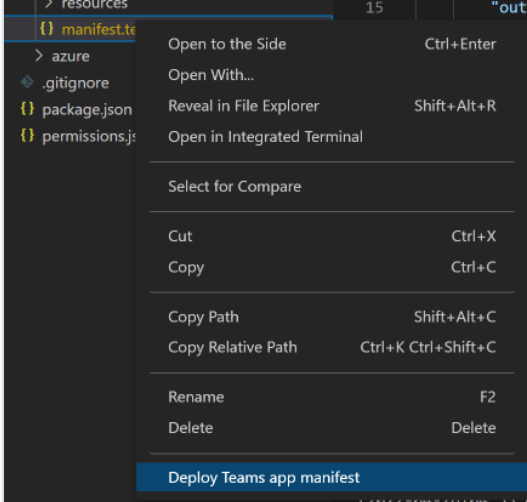 resources
15 "out
manifest.te
azure
.gitignore
package.json
permissions.js
Open to the Side Ctrl+Enter
Open With...
Reveal in File Explorer Shift+Alt+R
Open in Integrated Terminal
Select for Compare
Cut Ctrl+X
Copy Ctrl+C
Copy Path Shift+Alt+C
Copy Relative Path Ctrl+K Ctrl+Shift+C
Rename F2
Delete Delete
Deploy Teams app manifest